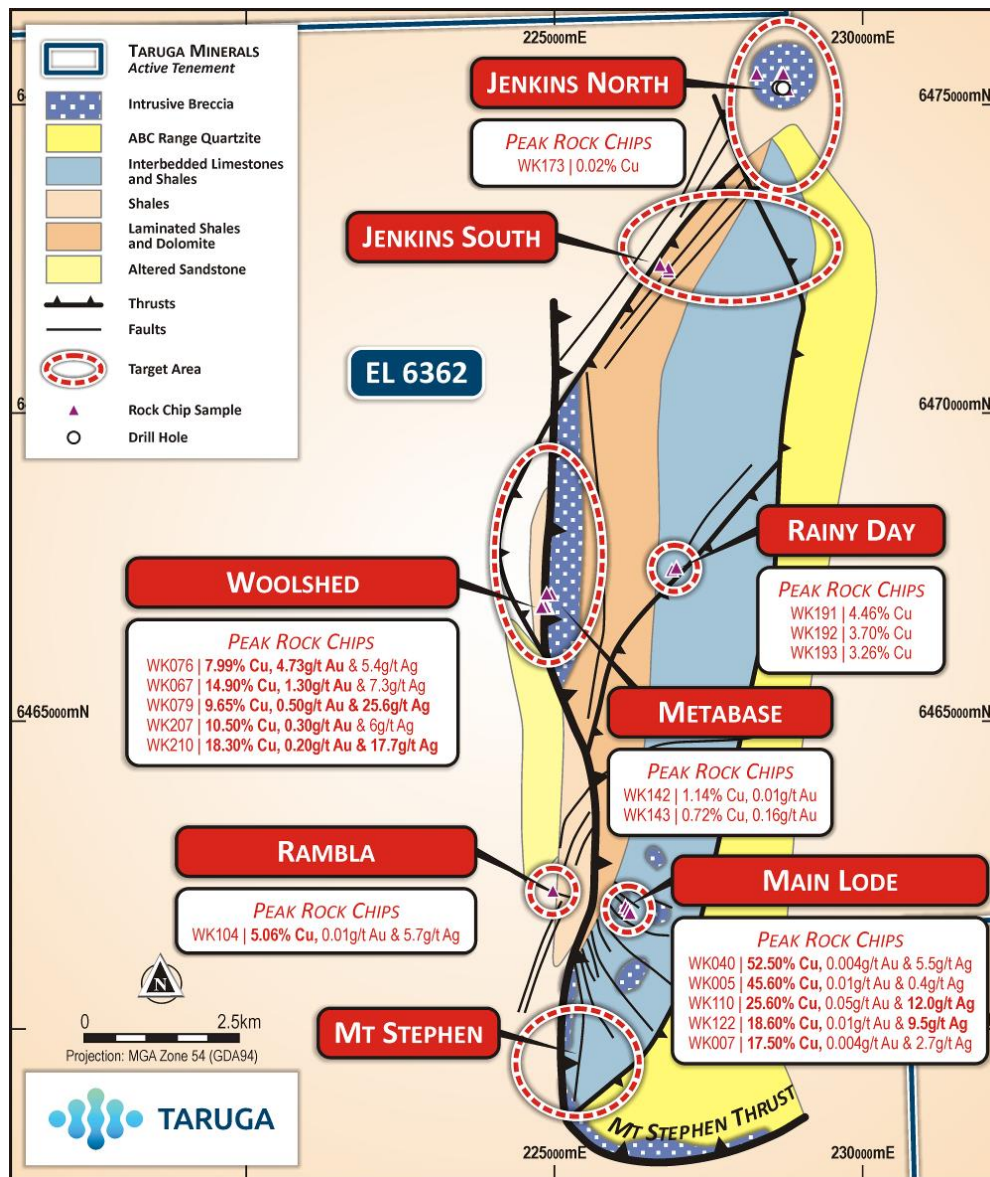 TARUGA MINERALS
Active Tenement
Intrusive Breccia
ABC Range Quartzite
Interbedded Limestones
and Shales
Shales
Laminated Shales
and Dolomite
Altered Sandstone
Thrusts
Faults
Target Area
Rock Chip Sample
Drill Hole
225000mE
230000mE
6475000mN
6470000mN
6465000mN
6465000mN
JENKINS NORTH
PEAK ROCK CHIPS
WK173 | 0.02% Cu
JENKINS SOUTH
EL 6362
RAINY DAY
PEAK ROCK CHIPS
WK191 | 4.46% Cu
WK192 | 3.70% Cu
WK193 | 3.26% Cu
WOOLSHED
PEAK ROCK CHIPS
WK076 | 7.99% Cu, 4.73g/t Au & 5.4g/t Ag
WK067 | 14.90% Cu, 1.30g/t Au & 7.3g/t Ag
WK079 | 9.65% Cu, 0.50g/t Au & 25.6g/t Ag
WK207 | 10.50% Cu, 0.30g/t Au & 6g/t Ag
WK210 | 18.30% Cu, 0.20g/t Au & 17.7g/t Ag
METABASE
PEAK ROCK CHIPS
WK142 | 1.14% Cu, 0.01g/t Au
WK143 | 0.72% Cu, 0.16g/t Au
RAMBLA
PEAK ROCK CHIPS
WK104 | 5.06% Cu, 0.01g/t Au & 5.7g/t Ag
MAIN LODE
PEAK ROCK CHIPS
WK040 | 52.50% Cu, 0.004g/t Au & 5.5g/t Ag
WK005 | 45.60% Cu, 0.01g/t Au & 0.4g/t Ag
WK110 | 25.60% Cu, 0.05g/t Au & 12.0g/t Ag
WK122 | 18.60% Cu, 0.01g/t Au & 9.5g/t Ag
WK007 | 17.50% Cu, 0.004g/t Au & 2.7g/t Ag
MT STEPHEN
N
0 2.5km
Projection: MGA Zone 54 (GDA94)
TARUGA
MT STEPHEN THRUST
225000mE
230000mE